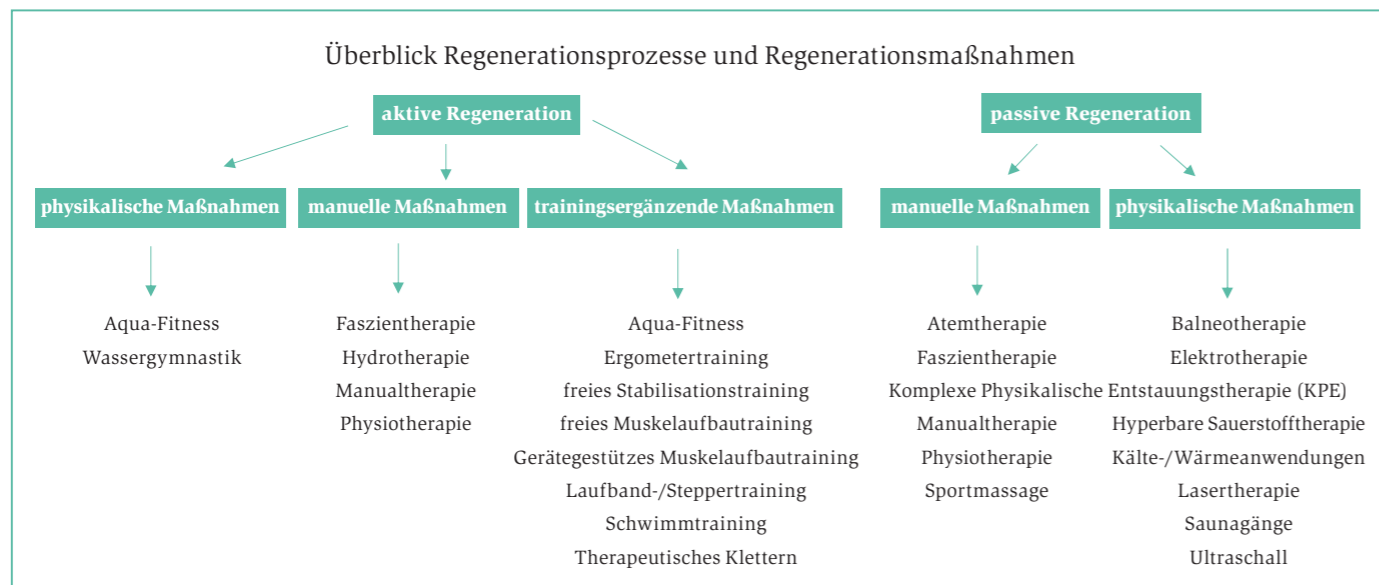 Überblick Regenerationsprozesse und Regenerationsmaßnahmen
aktive Regeneration
passive Regeneration
physikalische Maßnahmen
manuelle Maßnahmen
trainingsergänzende Maßnahmen
manuelle Maßnahmen
physikalische Maßnahmen
Aqua-Fitness
Wassergymnastik
Faszientherapie
Hydrotherapie
Manualtherapie
Physiotherapie
Aqua-Fitness
Ergometertraining
freies Stabilisationstraining
freies Muskelaufbautraining
Gerätegestützes Muskelaufbautraining
Laufband-/Steppertraining
Schwimmtraining
Therapeutisches Klettern
Atemtherapie
Faszientherapie
Komplexe Physikalische Entstauungstherapie (KPE)
Manualtherapie
Physiotherapie
Sportmassage
Balneotherapie
Elektrotherapie
Hyperbare Sauerstofftherapie
Kälte-/Wärmeanwendungen
Lasertherapie
Saunagänge
Ultraschall